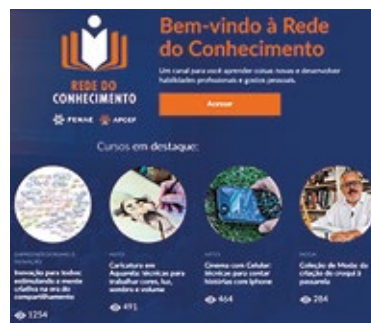 Bem-vindo à Rede
do Conhecimento
Um canal para você aprender coisas novas e desenvolver
habilidades profissionais e gostos pessoais.
Acessar
REDE DO
CONHECIMENTO
FENAE APCEF
Cursos em destaque:
EMPREENDEDORISMO E
INOVAÇÃO
Inovação para todos:
estimulando a mente
criativa na era do
compartilhamento
1254
ARTES
Caricatura em
Aquarela: técnicas para
trabalhar cores, luz,
sombra e volume
491
ARTES
Cinema com Celular:
técnicas para contar
histórias com Iphone
464
MODA
Coleção de Moda: da
criação do croqui à
passarela
284